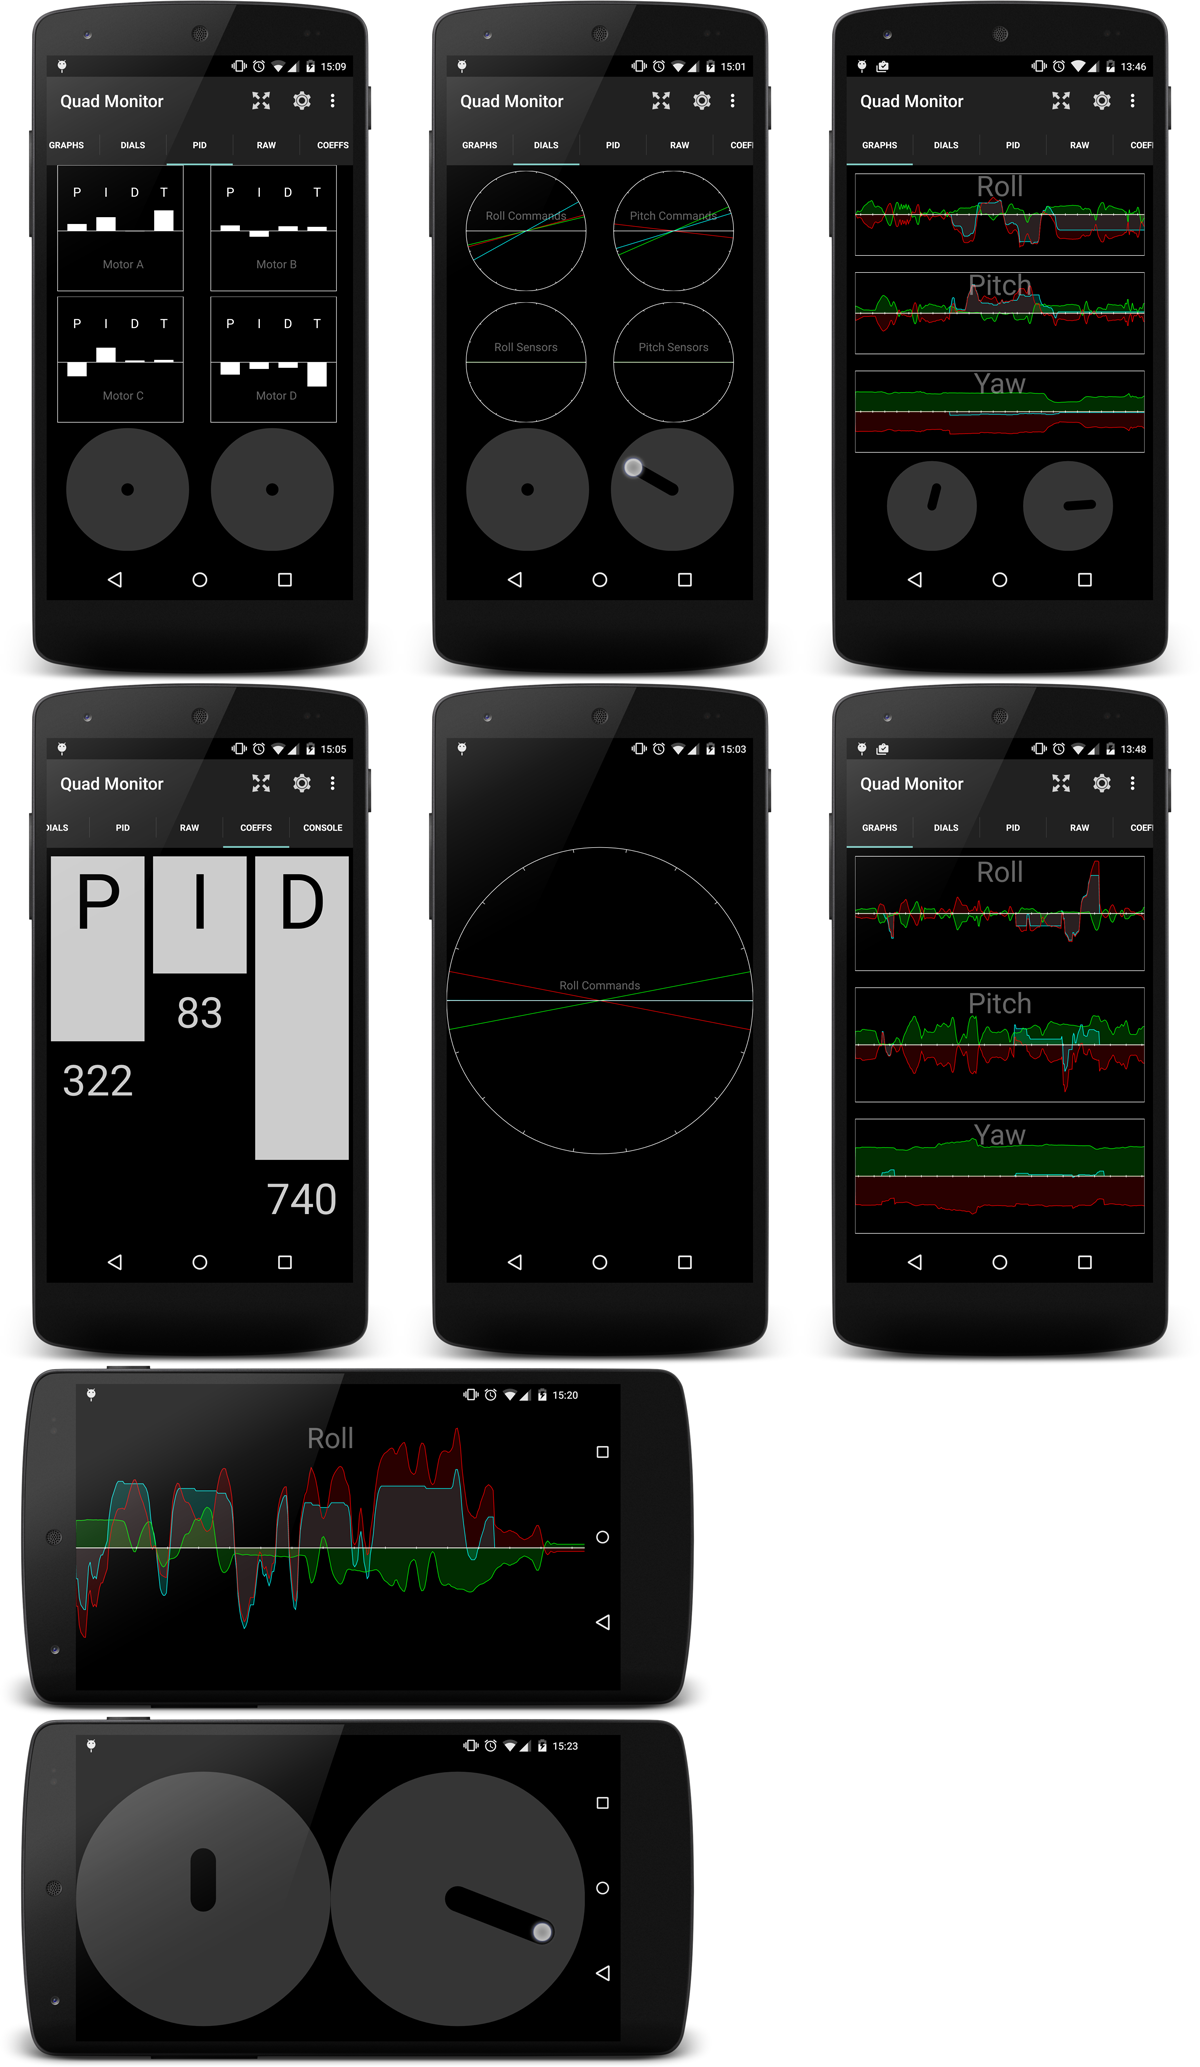 15:09
Quad Monitor
GRAPHS DIALS PID RAW COEFFS
P I D T P I D T
Motor A Motor B
P I D T P I D T
Motor C Motor D
15:01
Quad Monitor
GRAPHS DIALS PID RAW COEF
Roll Commands Pitch Commands
Roll Sensors Pitch Sensors
13:46
Quad Monitor
GRAPHS DIALS PID RAW COEF
Roll
Pitch
Yaw
15:05
Quad Monitor
DIALS PID RAW COEFFS CONSOLE
P I D
83
322
740
15:03
Roll Commands
13:48
Quad Monitor
GRAPHS DIALS PID RAW COEF
Roll
Pitch
Yaw
15:20
Roll
15:23